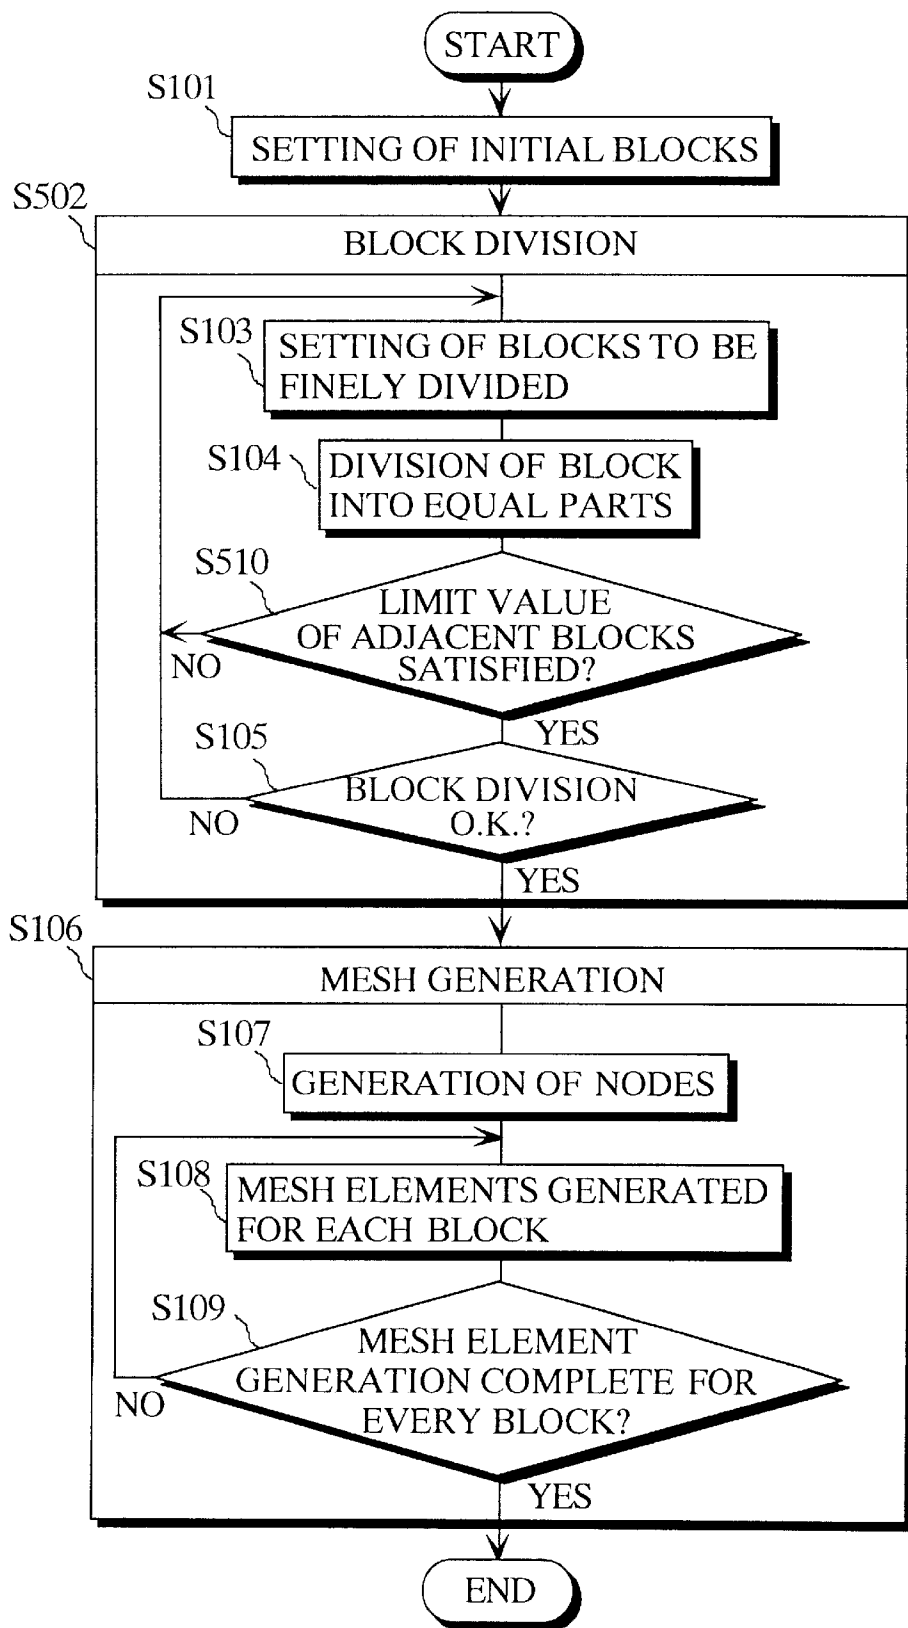 START
S101
SETTING OF INITIAL BLOCKS
S502
BLOCK DIVISION
S103
SETTING OF BLOCKS TO BE
FINELY DIVIDED
S104
DIVISION OF BLOCK
INTO EQUAL PARTS
S510
LIMIT VALUE
OF ADJACENT BLOCKS
SATISFIED?
NO
YES
S105
BLOCK DIVISION
O.K.?
NO
YES
S106
MESH GENERATION
S107
GENERATION OF NODES
S108
MESH ELEMENTS GENERATED
FOR EACH BLOCK
S109
MESH ELEMENT
GENERATION COMPLETE FOR
EVERY BLOCK?
NO
YES
END